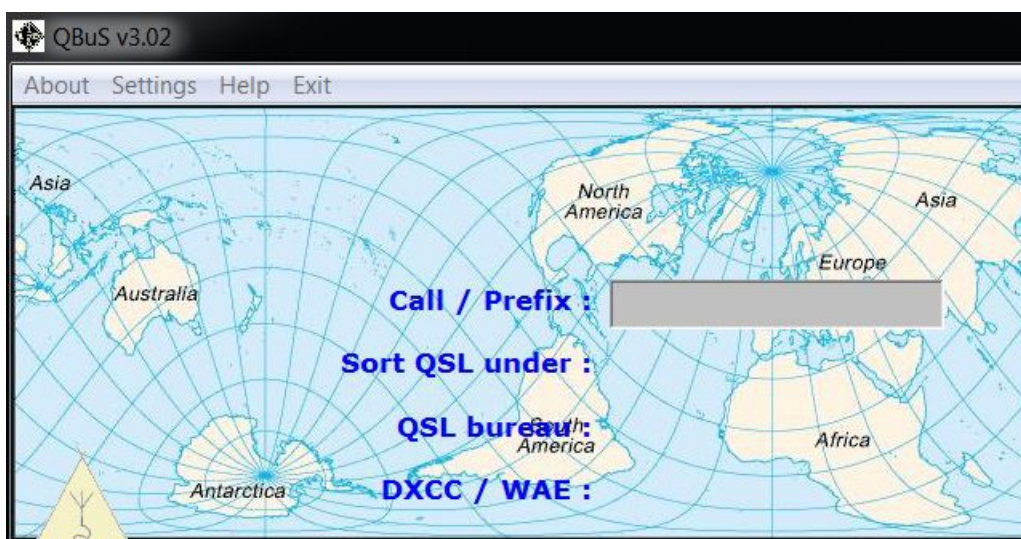 QBuS v3.02
About Settings Help Exit
Asia
North
America
Asia
Europe
Australia
Call / Prefix :
Sort QSL under :
QSL bureau :
South
America
Africa
Antarctica
DXCC / WAE :